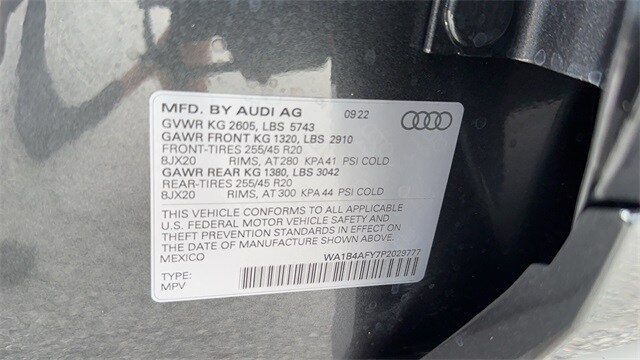 MFD. BY AUDI AG 09 22
GVWR KG 2605, LBS 5743
GAWR FRONT KG 1320, LBS 2910
FRONT-TIRES 255/45 R20
8JX20 RIMS, AT 280 KPA 41 PSI COLD
GAWR REAR KG 1380, LBS 3042
REAR-TIRES 255/45 R20
8JX20 RIMS, AT 300 KPA 44 PSI COLD
THIS VEHICLE CONFORMS TO ALL APPLICABLE
U.S. FEDERAL MOTOR VEHICLE SAFETY AND
THEFT PREVENTION STANDARDS IN EFFECT ON
THE DATE OF MANUFACTURE SHOWN ABOVE.
MEXICO WA1B4AFY7P2029777
TYPE:
MPV